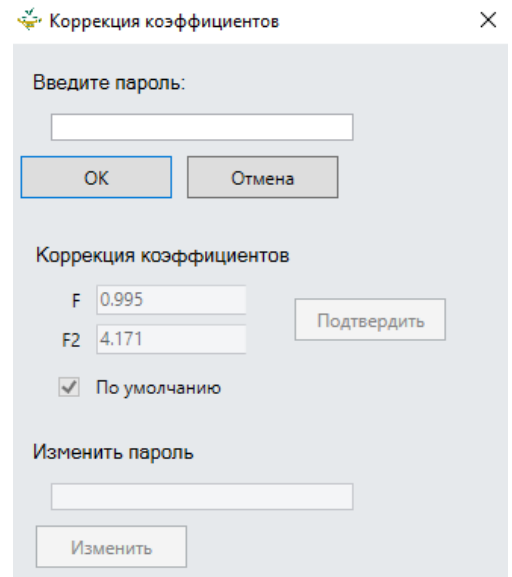 Коррекция коэффициентов
Введите пароль:
OK
Отмена
Коррекция коэффициентов
F 0.995
F2 4.171
Подтвердить
По умолчанию
Изменить пароль
Изменить